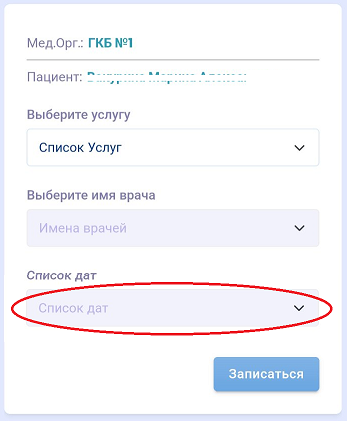 Мед.Орг.: ГКБ №1
Пациент:
Выберите услугу
Список Услуг
Выберите имя врача
Имена врачей
Список дат
Список дат
Записаться